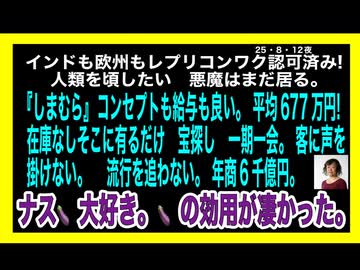 25・8・12夜
インドも欧州もレプリコンワク認可済み!
人類を頃したい 悪魔はまだ居る。
『しまむら』コンセプトも給与も良い。平均677万円!
在庫なしそこに有るだけ 宝探し 一期一会。客に声を
掛けない。 流行を追わない。年商6千億円。
ナス🍆大好き。🍆の効用が凄かった。